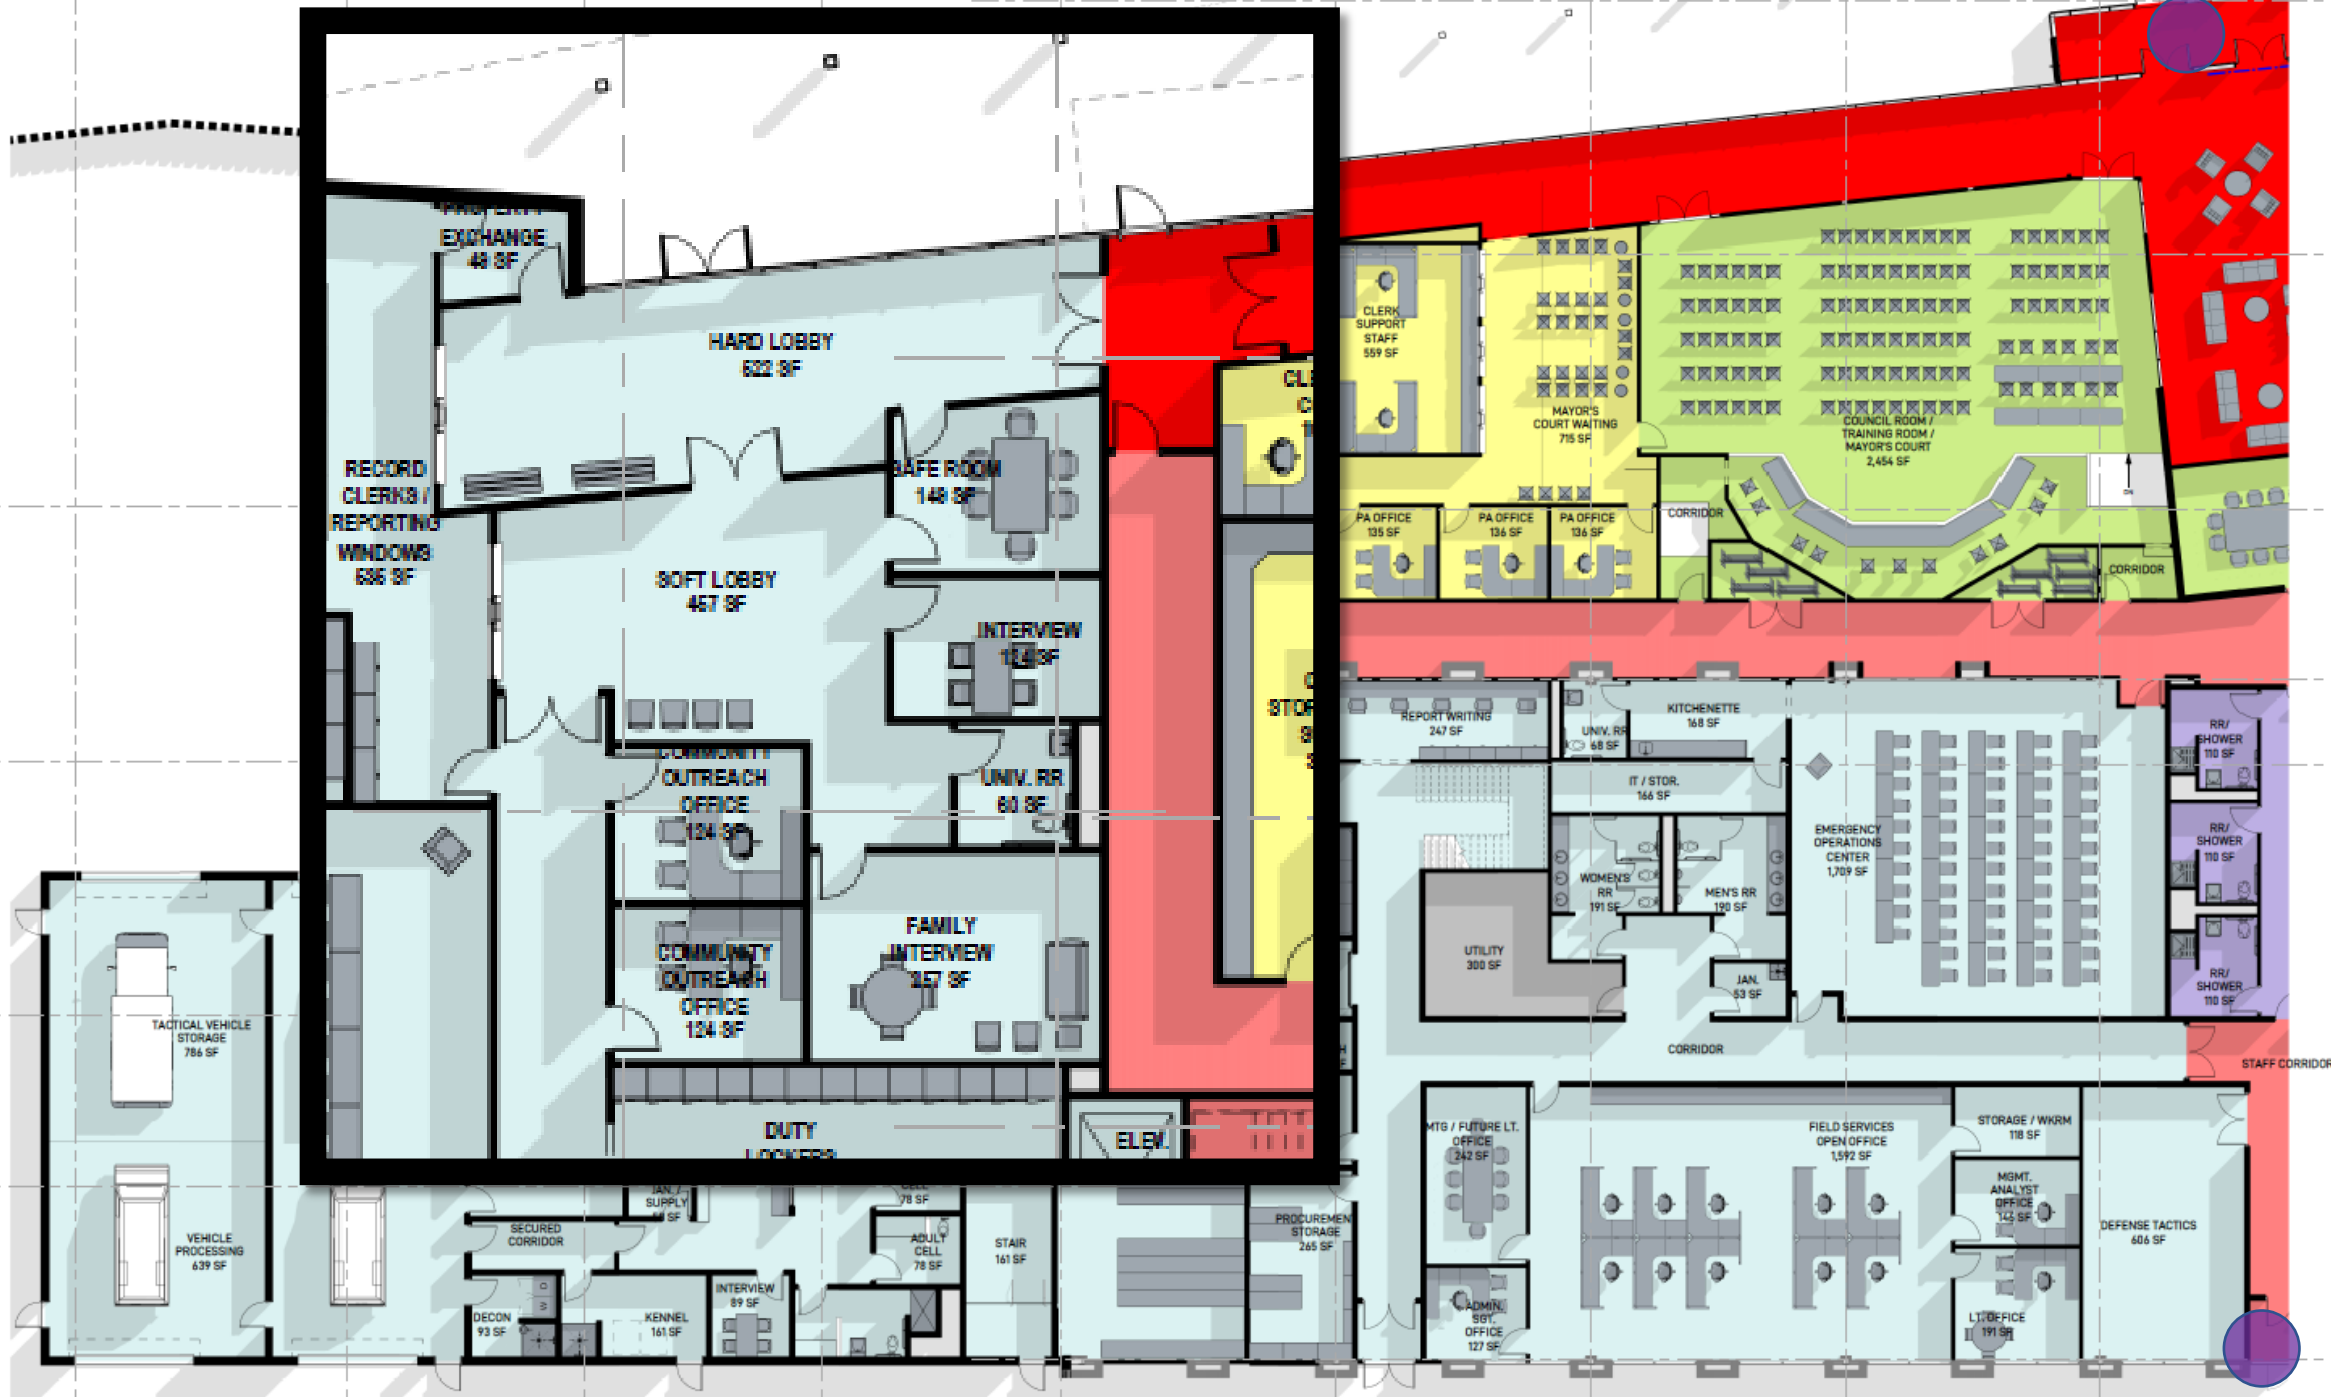 EXCHANGE
48 SF
HARD LOBBY
622 SF
RECORD
CLERKS /
REPORTING
WINDOWS
SAFE ROOM
148 SF
SOFT LOBBY
457 SF
INTERVIEW
124 SF
COMMUNITY
OUTREACH
OFFICE
124 SF
UNIV. RR
60 SF
COMMUNITY
OUTREACH
OFFICE
124 SF
FAMILY
INTERVIEW
DUTY
LOCKERS
ELEV.
CLERK
SUPPORT
STAFF
559 SF
MAYOR'S
COURT WAITING
715 SF
COUNCIL ROOM /
TRAINING ROOM /
MAYOR'S COURT
2,454 SF
DN
PA OFFICE
135 SF
PA OFFICE
136 SF
PA OFFICE
136 SF
CORRIDOR
CORRIDOR
REPORT WRITING
247 SF
UNIV. RR
68 SF
KITCHENETTE
168 SF
IT / STOR.
166 SF
WOMEN'S
RR
191 SF
MEN'S RR
190 SF
EMERGENCY
OPERATIONS
CENTER
1,709 SF
RR/
SHOWER
110 SF
RR/
SHOWER
110 SF
RR/
SHOWER
110 SF
UTILITY
300 SF
JAN.
53 SF
CORRIDOR
STAFF CORRIDOR
TACTICAL VEHICLE
STORAGE
786 SF
VEHICLE
PROCESSING
639 SF
SECURED
CORRIDOR
JAN. /
SUPPLY
CELL
78 SF
ADULT
CELL
78 SF
STAIR
161 SF
DECON
93 SF
W D
KENNEL
161 SF
INTERVIEW
89 SF
PROCUREMEN
STORAGE
265 SF
MTG / FUTURE LT.
OFFICE
242 SF
ADMIN.
SGT.
OFFICE
127 SF
FIELD SERVICES
OPEN OFFICE
1,592 SF
STORAGE / WKRM
118 SF
MGMT.
ANALYST
OFFICE
LT. OFFICE
191 SF
DEFENSE TACTICS
606 SF